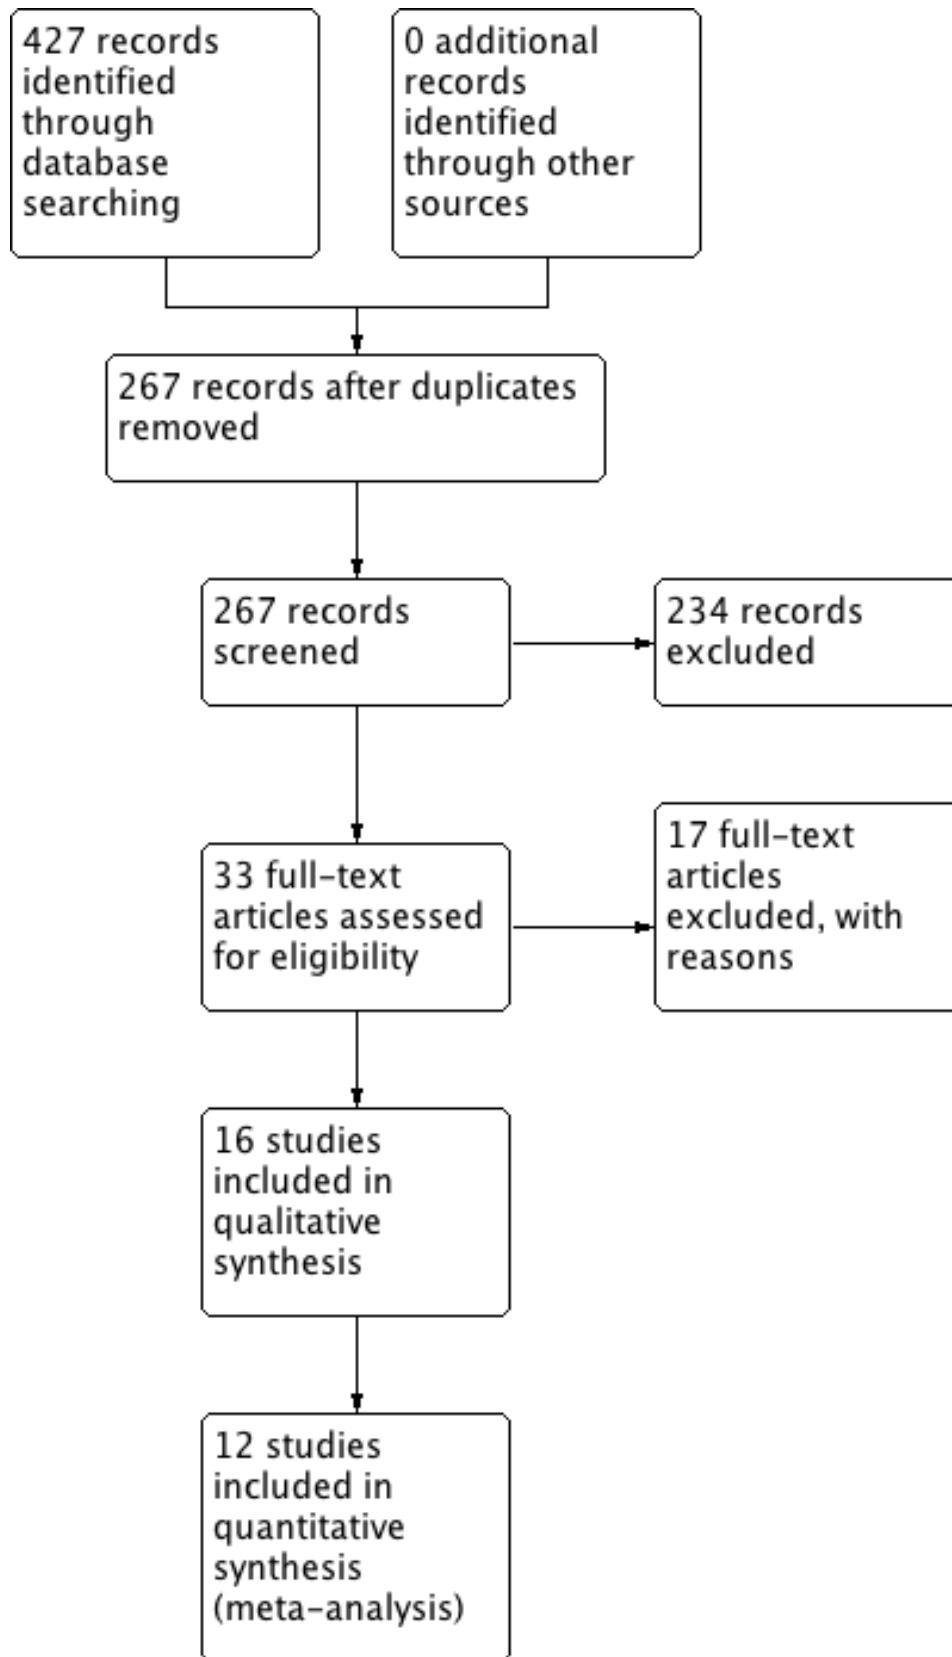 427 records
identified
through
database
searching
0 additional
records
identified
through other
sources
267 records after duplicates
removed
267 records
screened
234 records
excluded
33 full-text
articles assessed
for eligibility
17 full-text
articles
excluded, with
reasons
16 studies
included in
qualitative
synthesis
12 studies
included in
quantitative
synthesis
(meta-analysis)